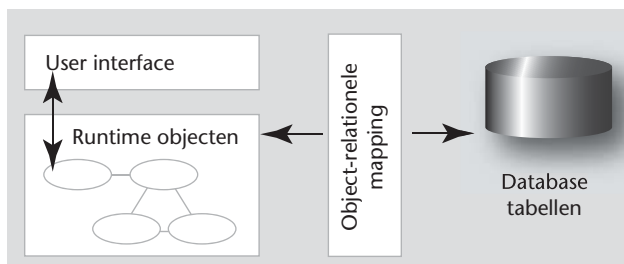 User interface
Runtime objecten
Object-relationele
mapping
Database
tabellen